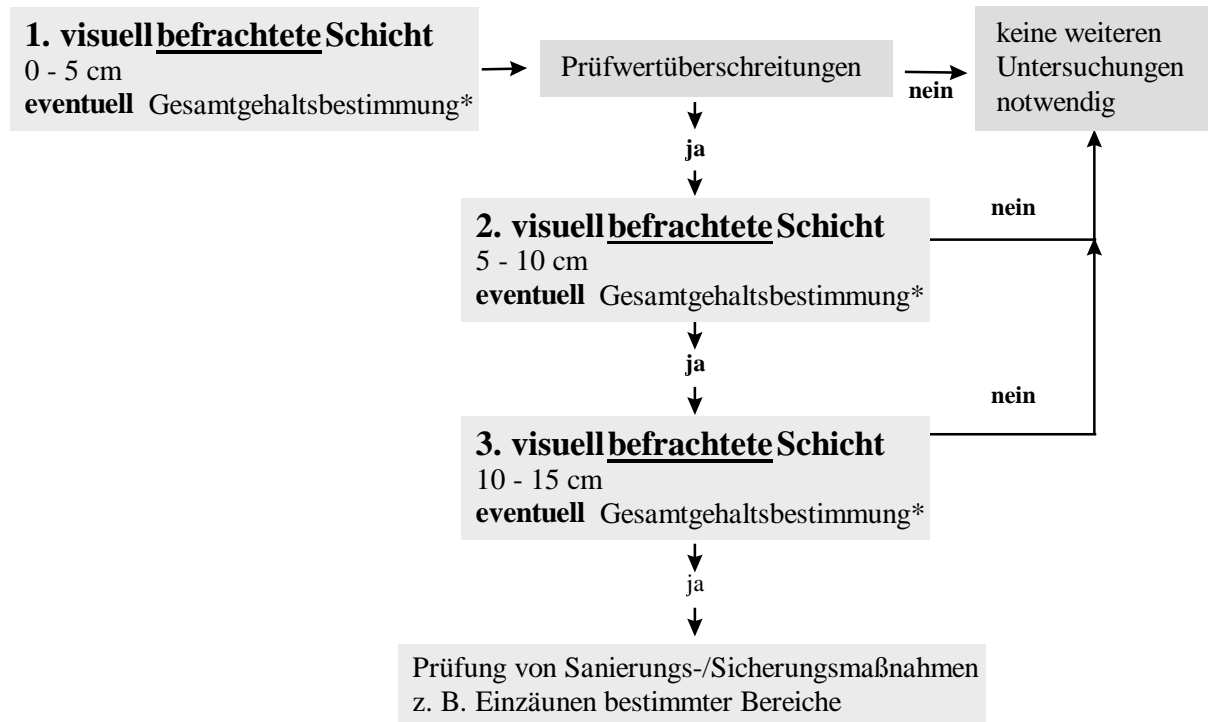 1. visuell befrachtete Schicht
0 - 5 cm
eventuell Gesamtgehaltsbestimmung*
Prüfwertüberschreitungen
nein
keine weiteren
Untersuchungen
notwendig
ja
2. visuell befrachtete Schicht
5 - 10 cm
eventuell Gesamtgehaltsbestimmung*
nein
ja
3. visuell befrachtete Schicht
10 - 15 cm
eventuell Gesamtgehaltsbestimmung*
nein
ja
Prüfung von Sanierungs-/Sicherungsmaßnahmen
z. B. Einzäunen bestimmter Bereiche